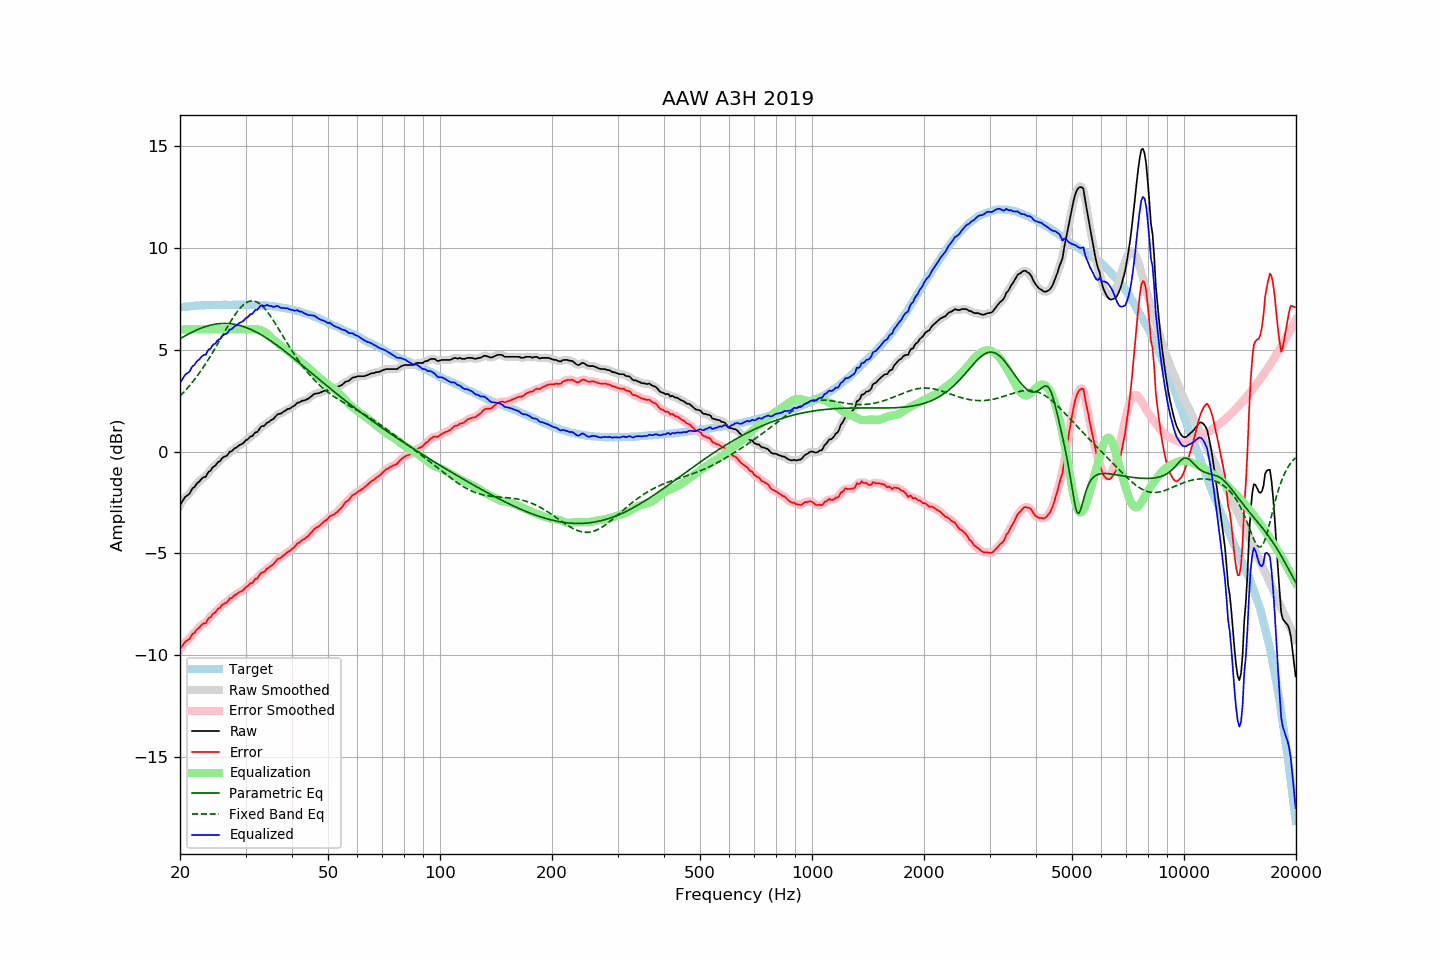 AAW A3H 2019
Amplitude (dBr)
15
10
5
0
−5
−10
−15
Target
Raw Smoothed
Error Smoothed
Raw
Error
Equalization
Parametric Eq
Fixed Band Eq
Equalized
20 50 100 200 500 1000 2000 5000 10000 20000
Frequency (Hz)